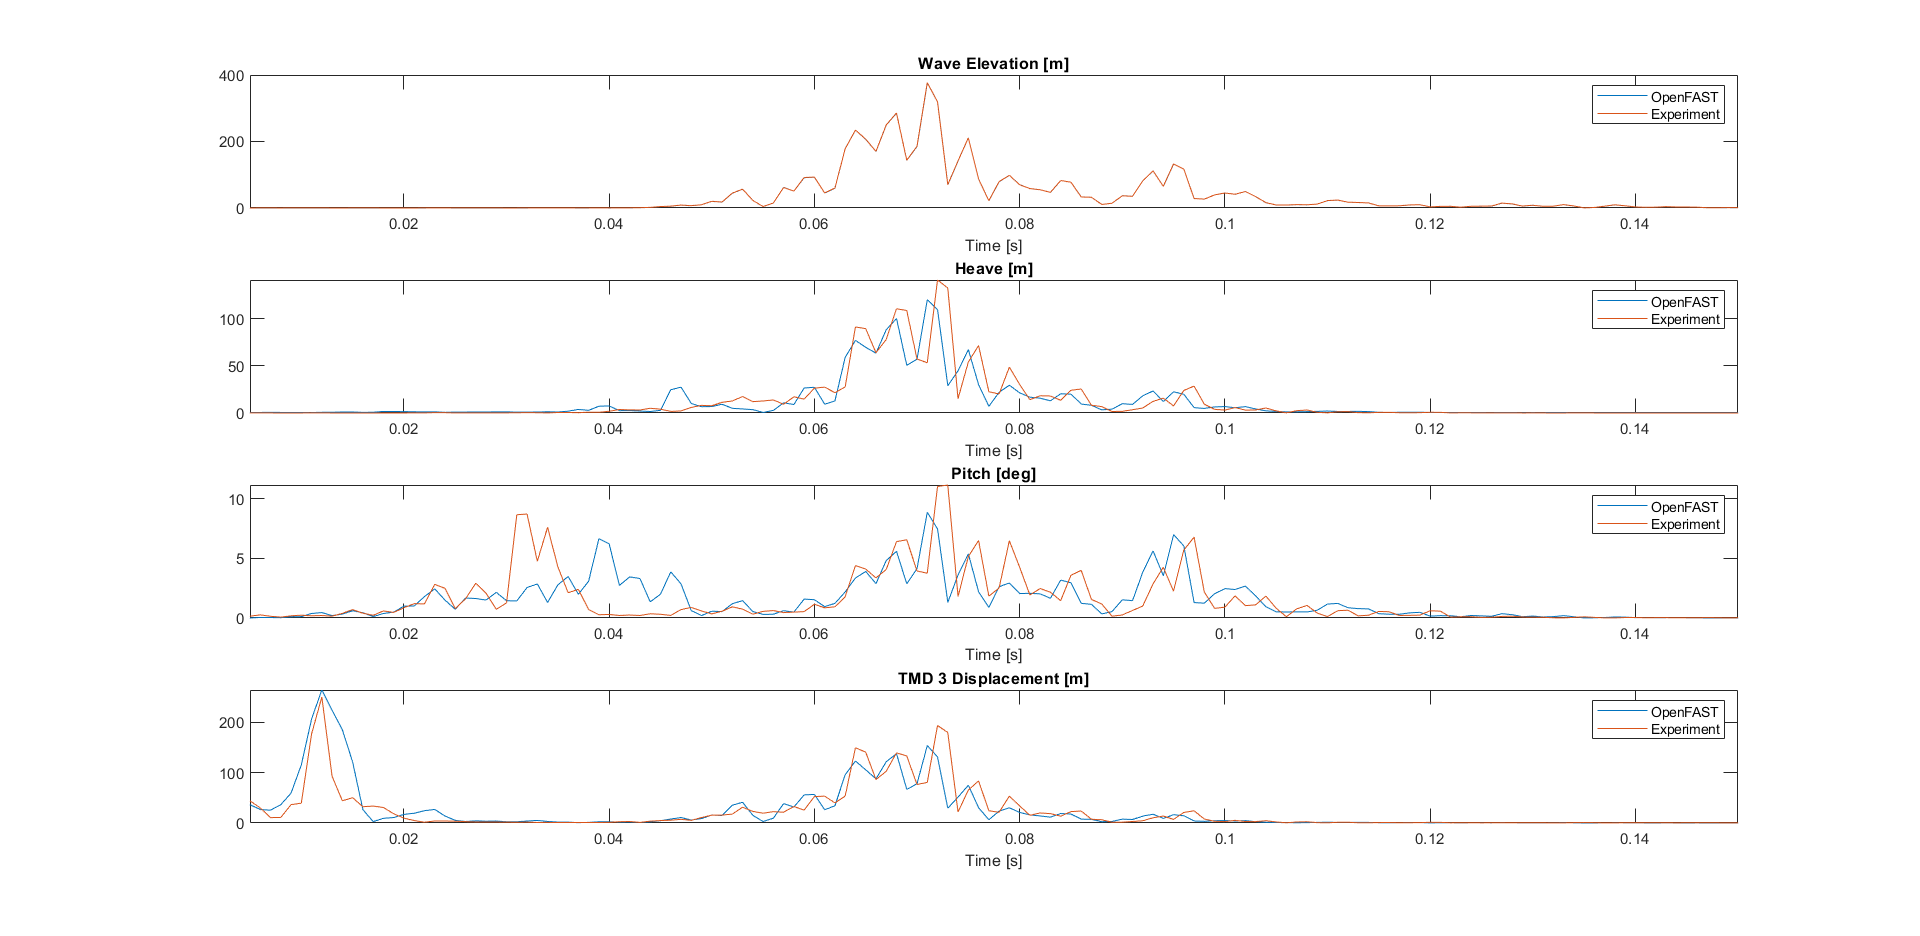 Wave Elevation [m]
400
200
0
OpenFAST
Experiment
0.02 0.04 0.06 0.08 0.1 0.12 0.14
Time [s]
Heave [m]
100
50
0
OpenFAST
Experiment
0.02 0.04 0.06 0.08 0.1 0.12 0.14
Time [s]
Pitch [deg]
10
5
0
OpenFAST
Experiment
0.02 0.04 0.06 0.08 0.1 0.12 0.14
Time [s]
TMD 3 Displacement [m]
200
100
0
OpenFAST
Experiment
0.02 0.04 0.06 0.08 0.1 0.12 0.14
Time [s]